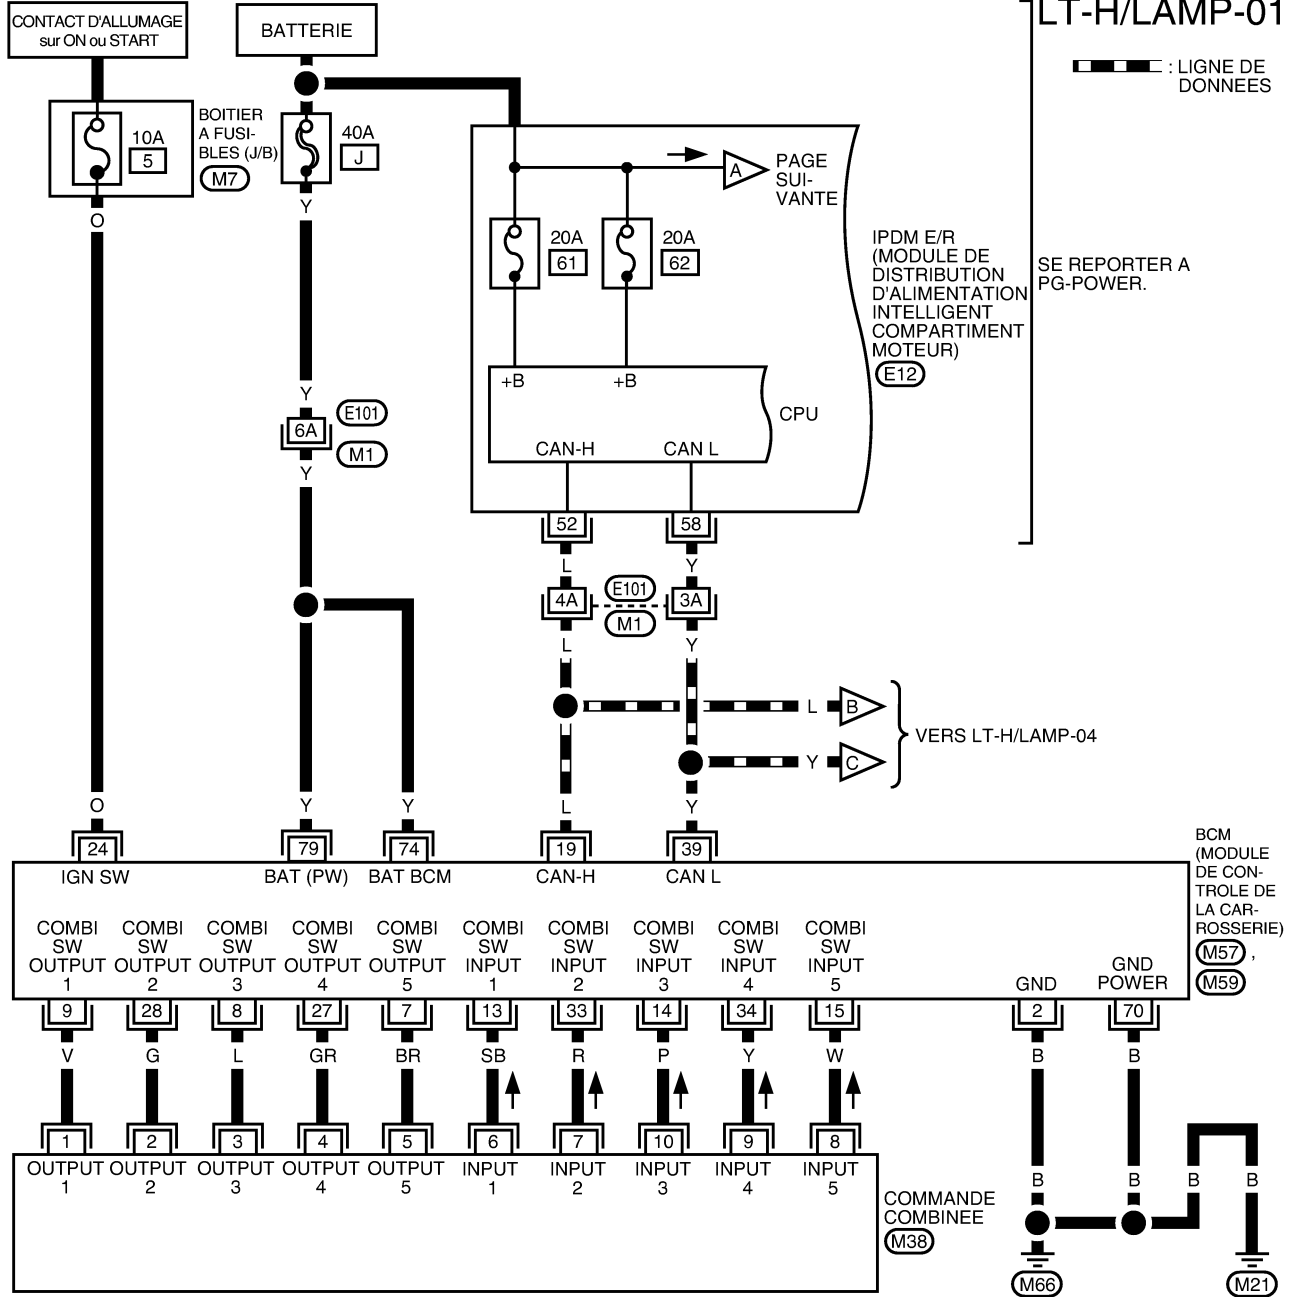 LT-H/LAMP-01
CONTACT D'ALLUMAGE
sur ON ou START
BATTERIE
: LIGNE DE
DONNEES
BOITIER
A FUSI-
BLES (J/B)
M7
10A
5
40A
J
O
Y
A
PAGE
SUI-
VANTE
20A
61
20A
62
IPDM E/R
(MODULE DE
DISTRIBUTION
D'ALIMENTATION
INTELLIGENT
COMPARTIMENT
MOTEUR)
E12
SE REPORTER A
PG-POWER.
+B
+B
CPU
CAN-H
CAN L
Y
6A
E101
M1
Y
52
58
L
Y
4A
E101
M1
3A
L
Y
L
B
Y
C
VERS LT-H/LAMP-04
O
Y
Y
L
Y
24
79
74
19
39
IGN SW
BAT (PW)
BAT BCM
CAN-H
CAN L
BCM
(MODULE
DE CON-
TROLE DE
LA CAR-
ROSSERIE)
M57 ,
M59
COMBI
SW
OUTPUT
1
COMBI
SW
OUTPUT
2
COMBI
SW
OUTPUT
3
COMBI
SW
OUTPUT
4
COMBI
SW
OUTPUT
5
COMBI
SW
INPUT
1
COMBI
SW
INPUT
2
COMBI
SW
INPUT
3
COMBI
SW
INPUT
4
COMBI
SW
INPUT
5
GND
GND
POWER
9
28
8
27
7
13
33
14
34
15
2
70
V
G
L
GR
BR
SB
R
P
Y
W
B
B
1
2
3
4
5
6
7
10
9
8
OUTPUT
1
OUTPUT
2
OUTPUT
3
OUTPUT
4
OUTPUT
5
INPUT
1
INPUT
2
INPUT
3
INPUT
4
INPUT
5
B
B
B
B
COMMANDE
COMBINEE
M38
M66
M21